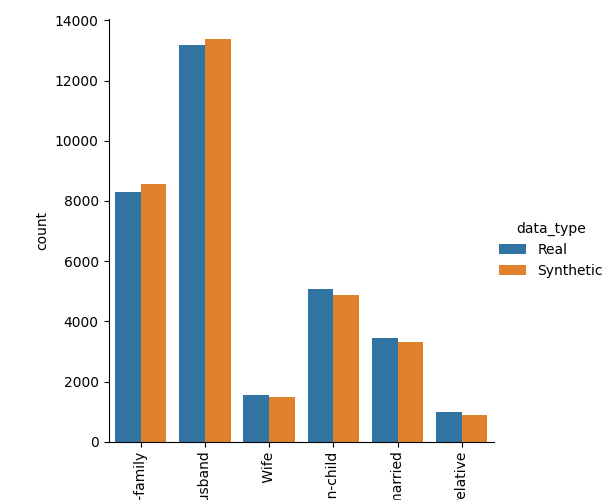 14000
12000
10000
8000
6000
4000
2000
0
count
-family
usband
Wife
n-child
married
elative
data_type
Real
Synthetic